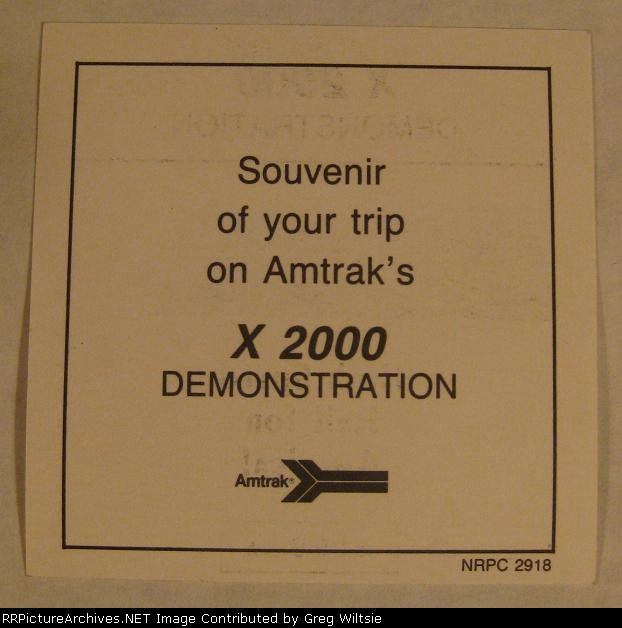 Souvenir
of your trip
on Amtrak's
X 2000
DEMONSTRATION
Amtrak®
NRPC 2918
RRPictureArchives.NET Image Contributed by Greg Wiltsie